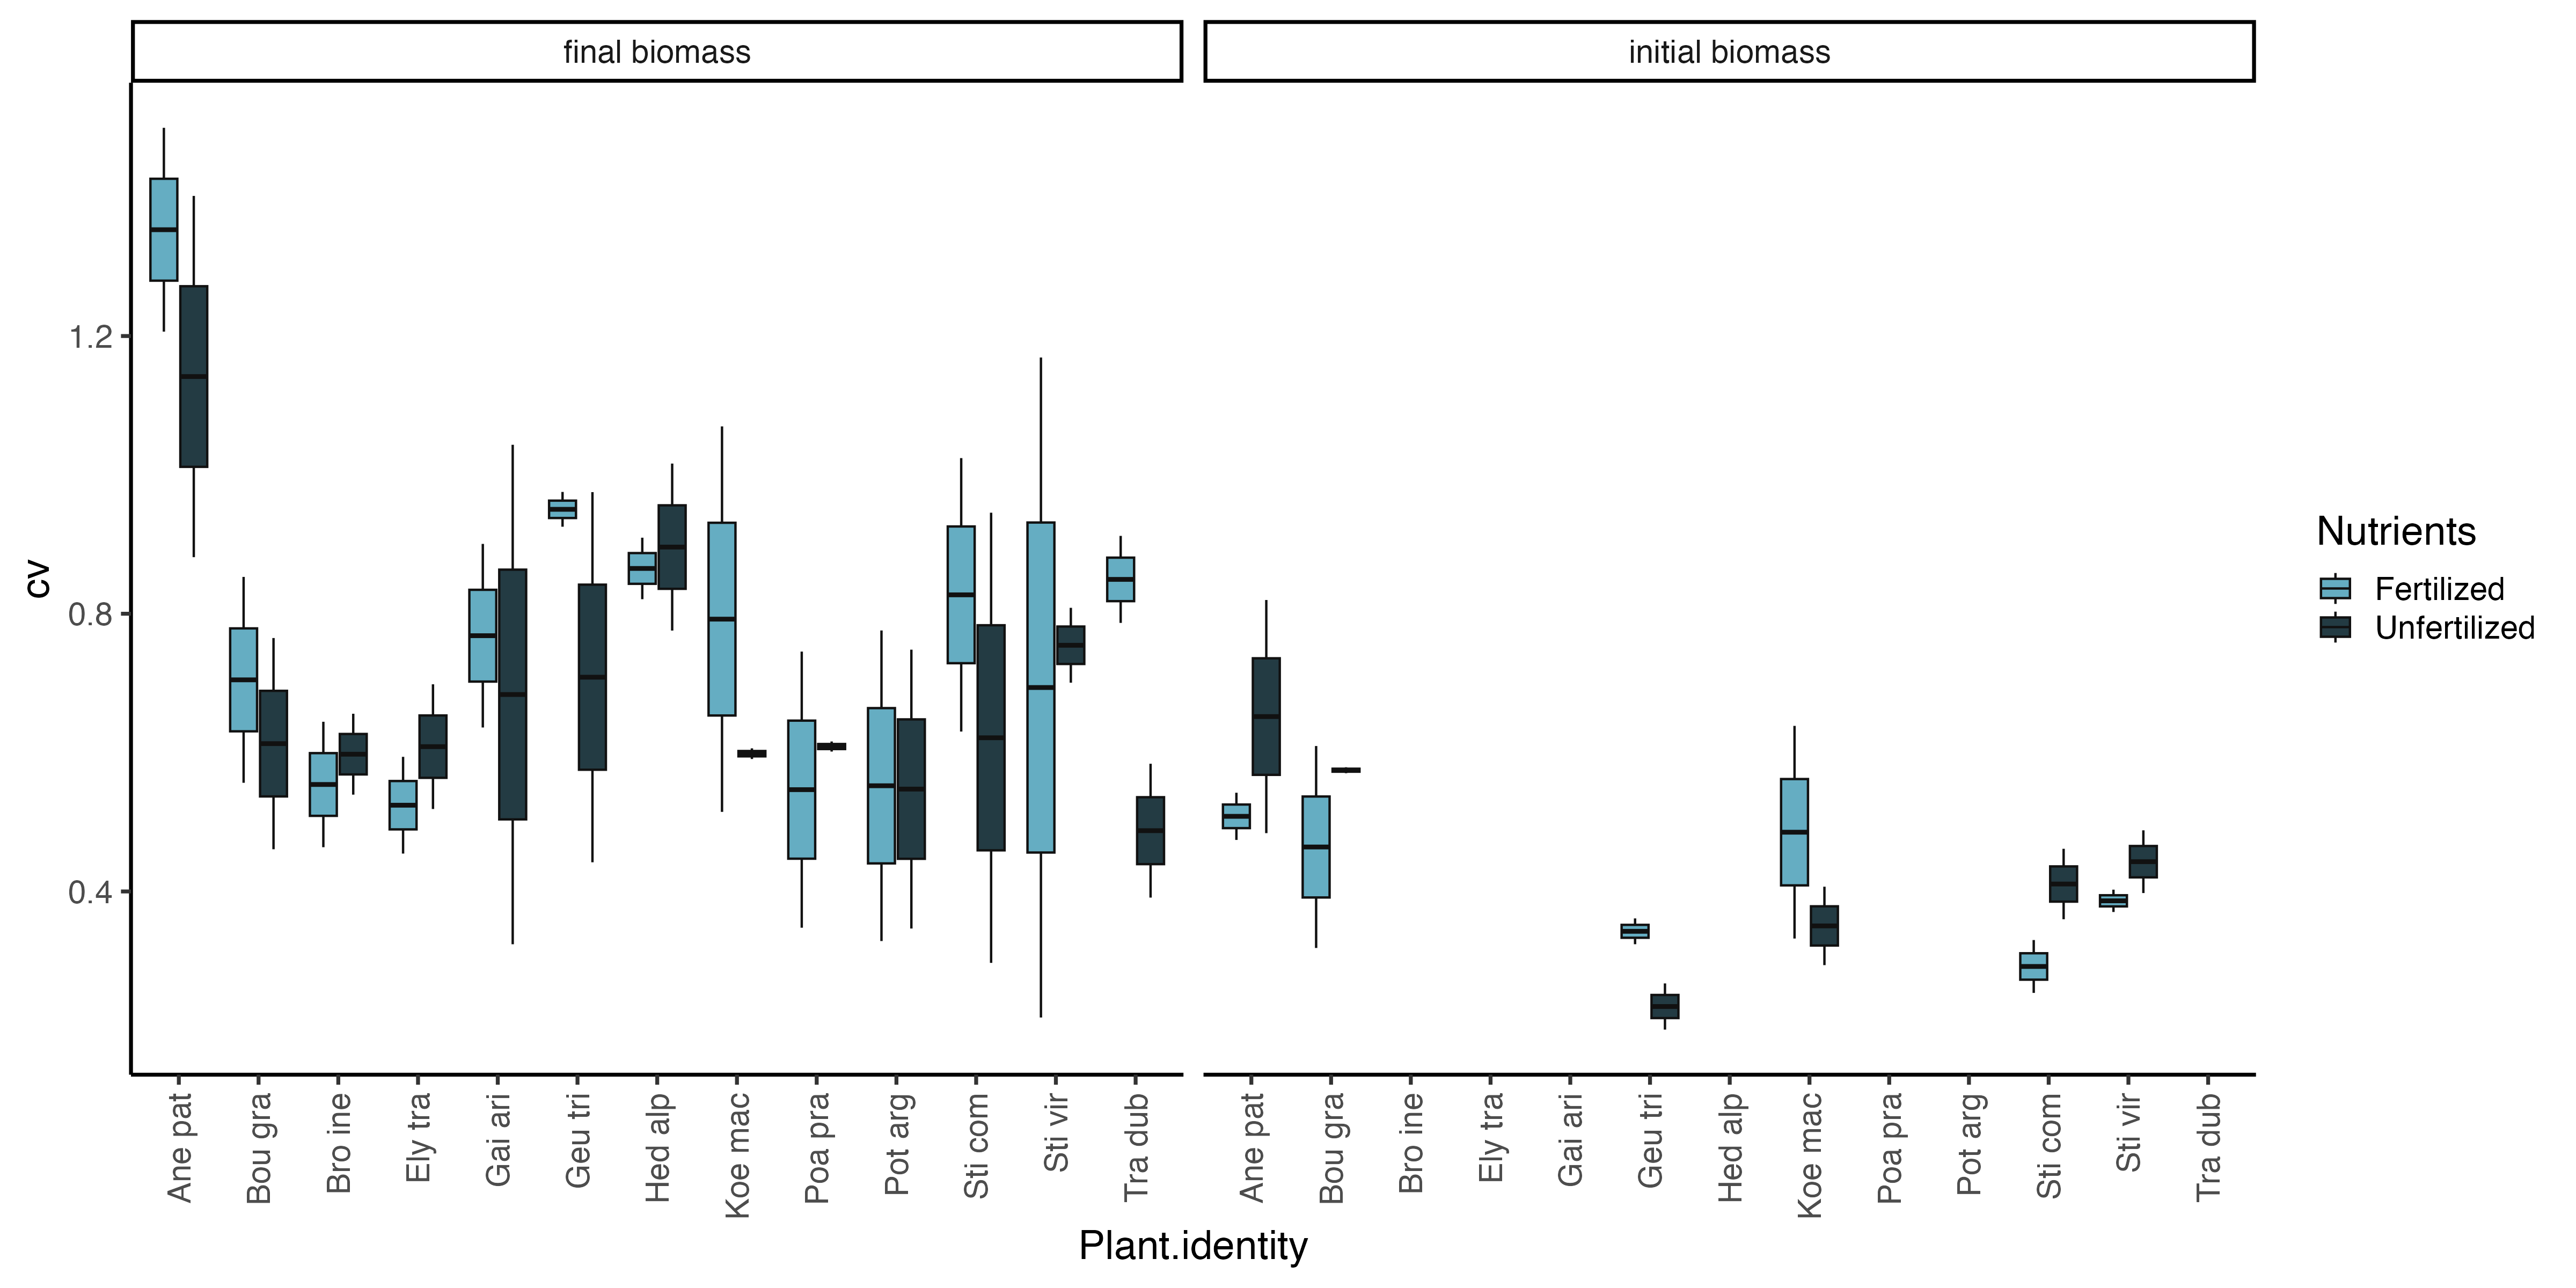 final biomass
initial biomass
1.2
0.8
0.4
cv
Ane pat
Bou gra
Bro ine
Ely tra
Gai ari
Geu tri
Hed alp
Koe mac
Poa pra
Pot arg
Sti com
Sti vir
Tra dub
Ane pat
Bou gra
Bro ine
Ely tra
Gai ari
Geu tri
Hed alp
Koe mac
Poa pra
Pot arg
Sti com
Sti vir
Tra dub
Plant.identity
Nutrients
Fertilized
Unfertilized